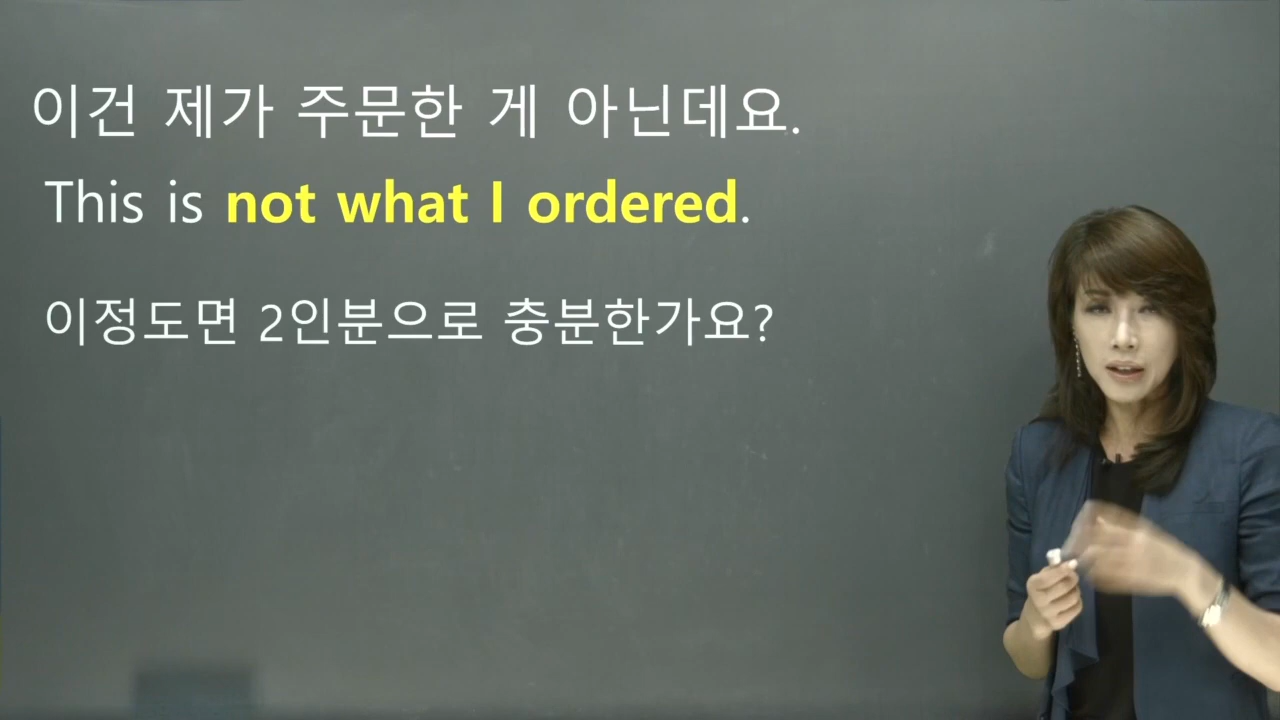 이건 제가 주문한 게 아닌데요.
This is not what I ordered.
이정도면 2인분으로 충분한가요?